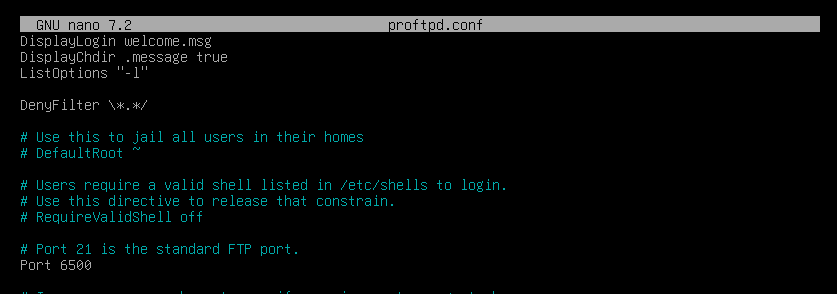 GNU nano 7.2 proftpd.conf
DisplayLogin welcome.msg
DisplayChdir .message true
ListOptions "-l"
DenyFilter \*.*/
# Use this to jail all users in their homes
# DefaultRoot ~
# Users require a valid shell listed in /etc/shells to login.
# Use this directive to release that constrain.
# RequireValidShell off
# Port 21 is the standard FTP port.
Port 6500